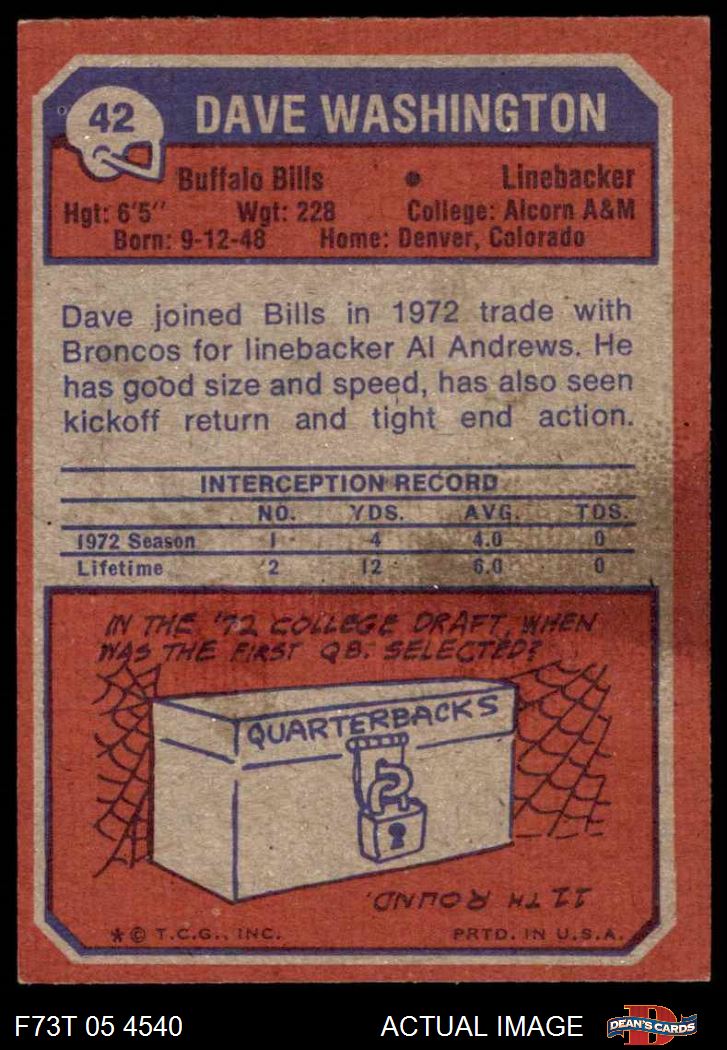 42
DAVE WASHINGTON
Buffalo Bills • Linebacker
Hgt: 6'5" Wgt: 228 College: Alcorn A&M
Born: 9-12-48 Home: Denver, Colorado
Dave joined Bills in 1972 trade with
Broncos for linebacker Al Andrews. He
has good size and speed, has also seen
kickoff return and tight end action.
INTERCEPTION RECORD
NO. YDS. AVG. TDS.
1972 Season 1 4 4.0 0
Lifetime 2 12 6.0 0
IN THE '72 COLLEGE DRAFT, WHEN
WAS THE FIRST QB. SELECTED?
QUARTERBACKS
11TH ROUND.
* © T.C.G., INC. PRTD. IN U.S.A.
F73T 05 4540 ACTUAL IMAGE D DEAN'S CARDS